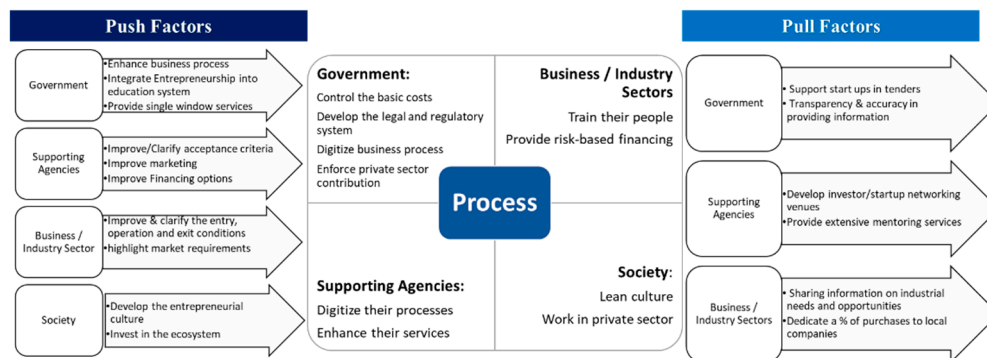 Push Factors
Government
•Enhance business process
•Integrate Entrepreneurship into
education system
•Provide single window services
Supporting
Agencies
•Improve/Clarify acceptance criteria
•Improve marketing
•Improve Financing options
Business /
Industry Sector
•Improve & clarify the entry,
operation and exit conditions
•highlight market requirements
Society
•Develop the entrepreneurial
culture
•Invest in the ecosystem
Government:
Control the basic costs
Develop the legal and regulatory
system
Digitize business process
Enforce private sector
contribution
Business / Industry
Sectors
Train their people
Provide risk-based financing
Process
Supporting Agencies:
Digitize their processes
Enhance their services
Society:
Lean culture
Work in private sector
Pull Factors
Government
• Support start ups in tenders
• Transparency & accuracy in
providing information
Supporting
Agencies
•Develop investor/startup networking
venues
•Provide extensive mentoring services
Business /
Industry Sectors
• Sharing information on industrial
needs and opportunities
•Dedicate a % of purchases to local
companies